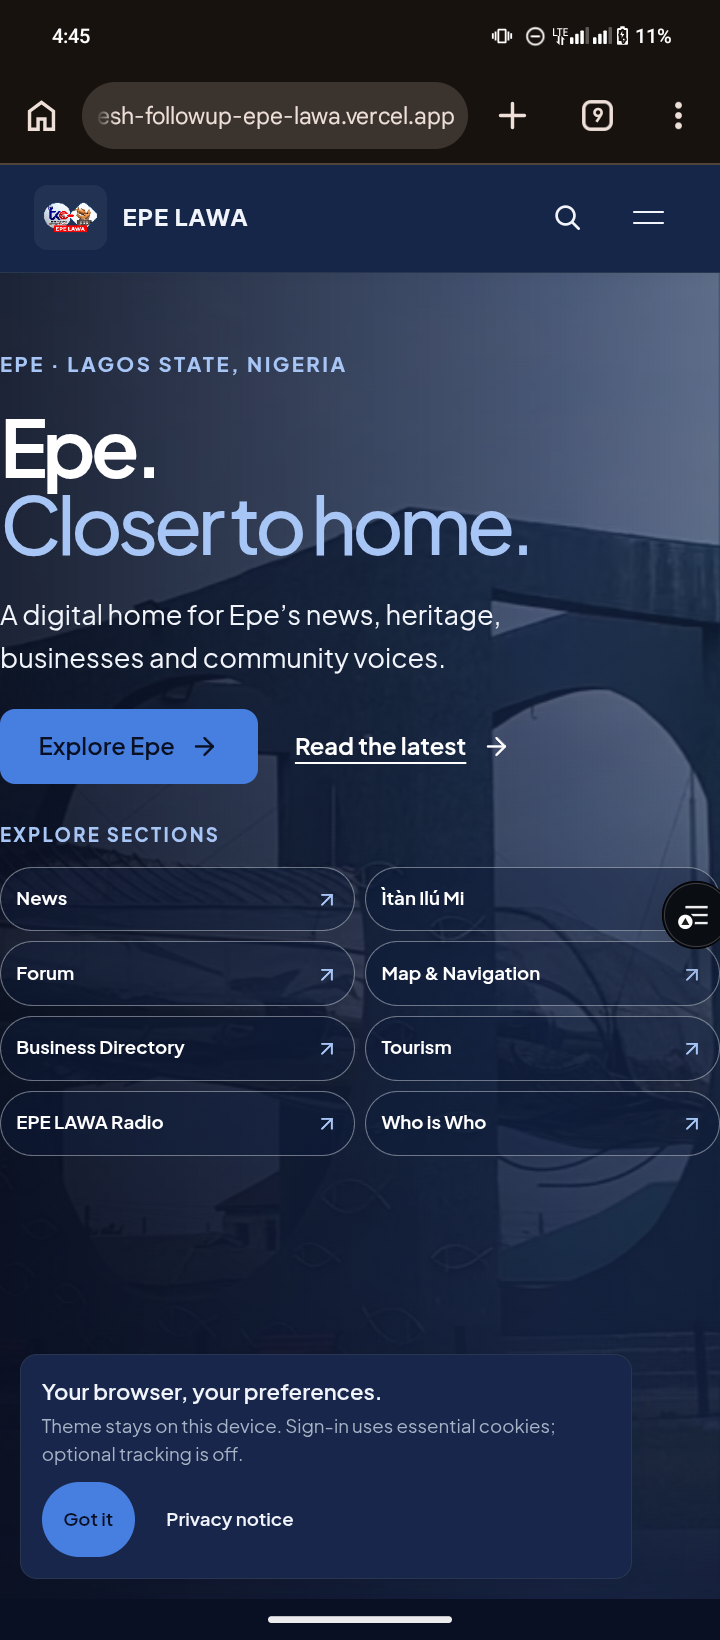 4:45
LTE
11%
esh-followup-epe-lawa.vercel.app
9
EPE LAWA
EPE LAWA
EPE · LAGOS STATE, NIGERIA
Epe.
Closer to home.
A digital home for Epe’s news, heritage,
businesses and community voices.
Explore Epe
Read the latest
EXPLORE SECTIONS
News
Ìtàn Ilú Mi
Forum
Map & Navigation
Business Directory
Tourism
EPE LAWA Radio
Who is Who
Your browser, your preferences.
Theme stays on this device. Sign-in uses essential cookies;
optional tracking is off.
Got it
Privacy notice